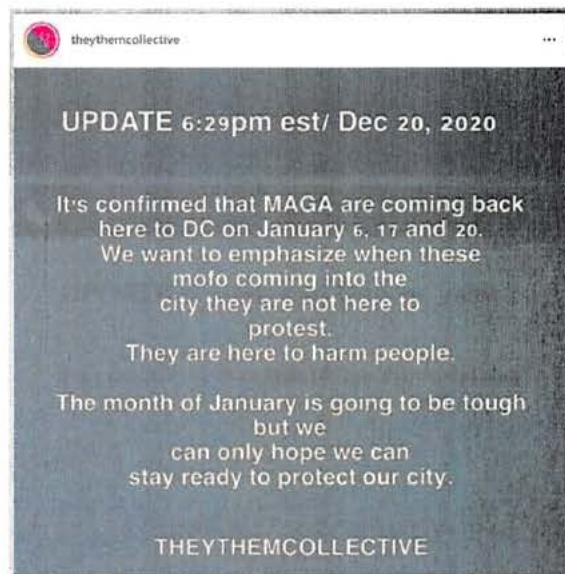 theythemcollective
UPDATE 6:29pm est/ Dec 20, 2020
It's confirmed that MAGA are coming back
here to DC on January 6, 17 and 20.
We want to emphasize when these
mofo coming into the
city they are not here to
protest.
They are here to harm people.
The month of January is going to be tough
but we
can only hope we can
stay ready to protect our city.
THEYTHEMCOLLECTIVE